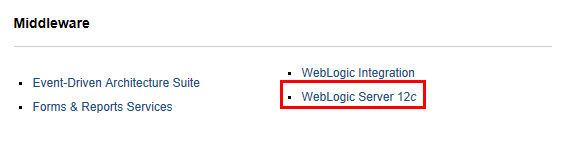 Middleware
Event-Driven Architecture Suite
Forms & Reports Services
WebLogic Integration
WebLogic Server 12c